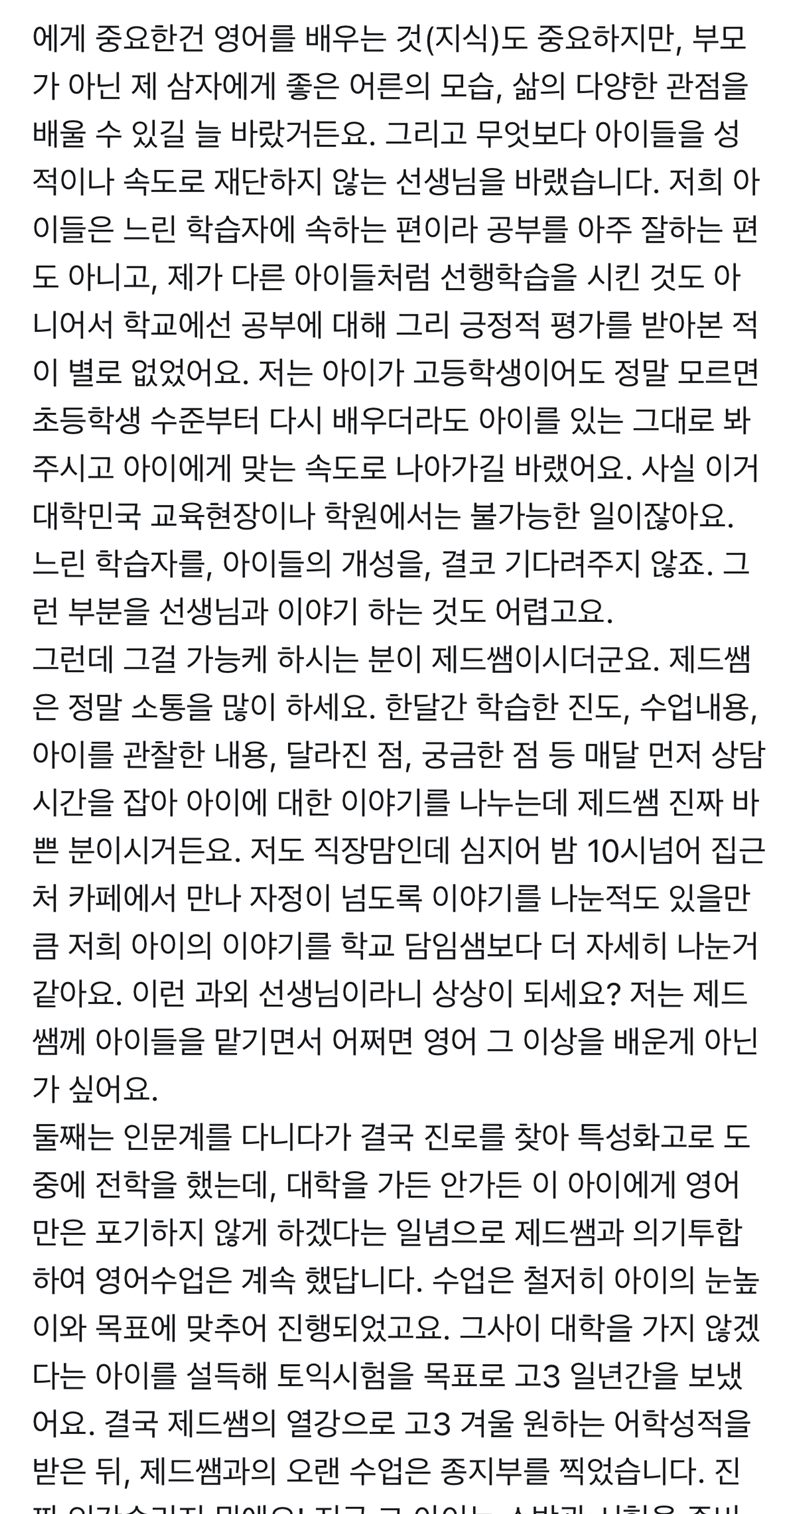 에게 중요한건 영어를 배우는 것(지식)도 중요하지만, 부모
가 아닌 제 삼자에게 좋은 어른의 모습, 삶의 다양한 관점을
배울 수 있길 늘 바랐거든요. 그리고 무엇보다 아이들을 성
적이나 속도로 재단하지 않는 선생님을 바랬습니다. 저희 아
이들은 느린 학습자에 속하는 편이라 공부를 아주 잘하는 편
도 아니고, 제가 다른 아이들처럼 선행학습을 시킨 것도 아
니어서 학교에선 공부에 대해 그리 긍정적 평가를 받아본 적
이 별로 없었어요. 저는 아이가 고등학생이어도 정말 모르면
초등학생 수준부터 다시 배우더라도 아이를 있는 그대로 봐
주시고 아이에게 맞는 속도로 나아가길 바랬어요. 사실 이거
대학민국 교육현장이나 학원에서는 불가능한 일이잖아요.
느린 학습자를, 아이들의 개성을, 결코 기다려주지 않죠. 그
런 부분을 선생님과 이야기 하는 것도 어렵고요.
그런데 그걸 가능케 하시는 분이 제드쌤이시더군요. 제드쌤
은 정말 소통을 많이 하세요. 한달간 학습한 진도, 수업내용,
아이를 관찰한 내용, 달라진 점, 궁금한 점 등 매달 먼저 상담
시간을 잡아 아이에 대한 이야기를 나누는데 제드쌤 진짜 바
쁜 분이시거든요. 저도 직장맘인데 심지어 밤 10시넘어 집근
처 카페에서 만나 자정이 넘도록 이야기를 나눈적도 있을만
큼 저희 아이의 이야기를 학교 담임샘보다 더 자세히 나눈거
같아요. 이런 과외 선생님이라니 상상이 되세요? 저는 제드
쌤께 아이들을 맡기면서 어쩌면 영어 그 이상을 배운게 아닌
가 싶어요.
둘째는 인문계를 다니다가 결국 진로를 찾아 특성화고로 도
중에 전학을 했는데, 대학을 가든 안가든 이 아이에게 영어
만은 포기하지 않게 하겠다는 일념으로 제드쌤과 의기투합
하여 영어수업은 계속 했답니다. 수업은 철저히 아이의 눈높
이와 목표에 맞추어 진행되었고요. 그사이 대학을 가지 않겠
다는 아이를 설득해 토익시험을 목표로 고3 일년간을 보냈
어요. 결국 제드쌤의 열강으로 고3 겨울 원하는 어학성적을
받은 뒤, 제드쌤과의 오랜 수업은 종지부를 찍었습니다. 진